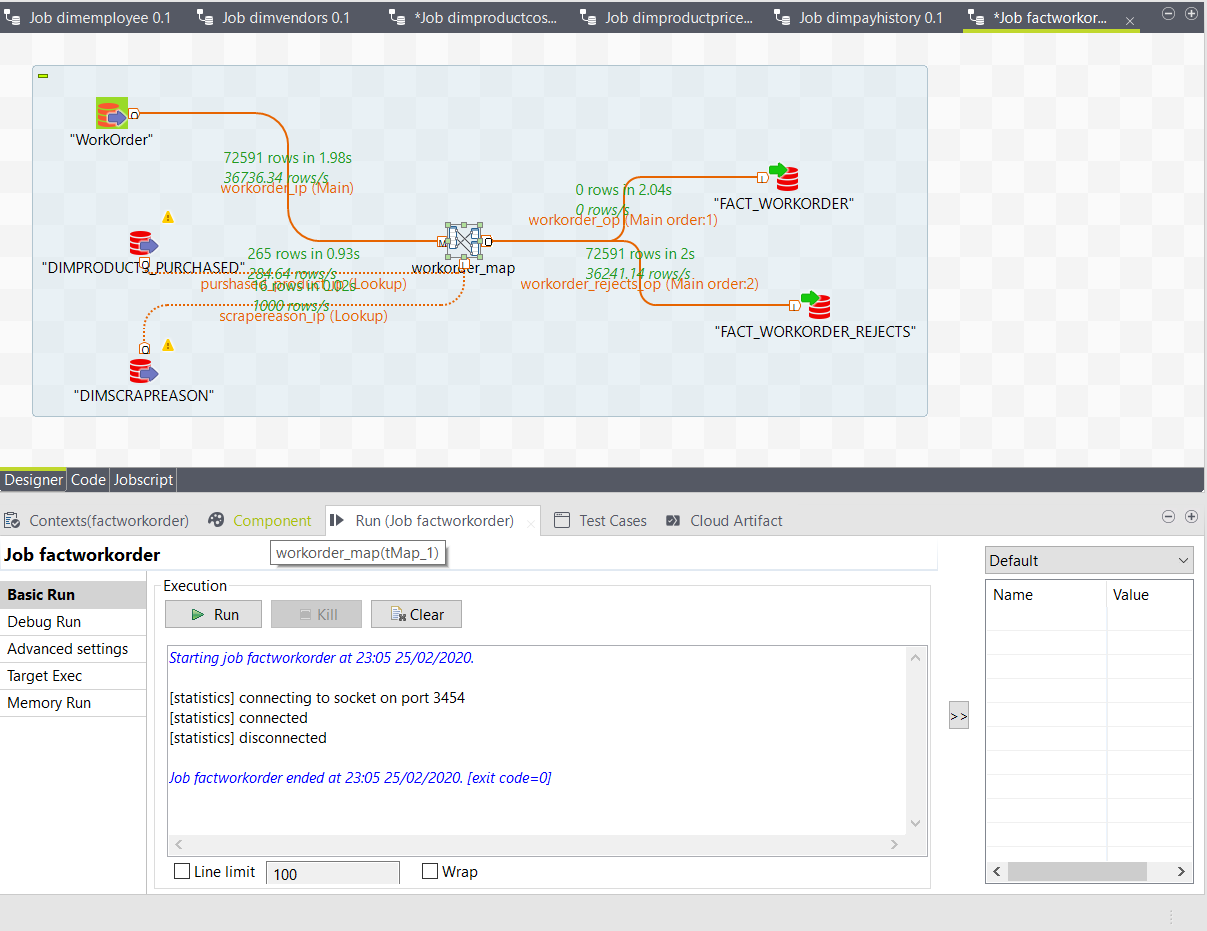 Job dimemployee 0.1
Job dimvendors 0.1
*Job dimproductcos...
Job dimproductprice...
Job dimpayhistory 0.1
*Job factworkor...
"WorkOrder"
72591 rows in 1.98s
36736.34 rows/s
workorder_ip (Main)
0 rows in 2.04s
0 rows/s
workorder_op (Main order:1)
"FACT_WORKORDER"
"DIMPRODUCTS_PURCHASED"
265 rows in 0.93s
284.64 rows/s
purshased_product_ip (Lookup)
workorder_map
72591 rows in 2s
36241.14 rows/s
workorder_rejects_op (Main order:2)
16 rows in 0.02s
1000 rows/s
scrapereason_ip (Lookup)
"FACT_WORKORDER_REJECTS"
"DIMSCRAPREASON"
Designer
Code
Jobscript
Contexts(factworkorder)
Component
Run (Job factworkorder)
Test Cases
Cloud Artifact
Job factworkorder
workorder_map(tMap_1)
Default
Basic Run
Debug Run
Advanced settings
Target Exec
Memory Run
Execution
Run
Kill
Clear
Starting job factworkorder at 23:05 25/02/2020.
[statistics] connecting to socket on port 3454
[statistics] connected
[statistics] disconnected
Job factworkorder ended at 23:05 25/02/2020. [exit code=0]
Line limit
100
Wrap
>>
Name
Value